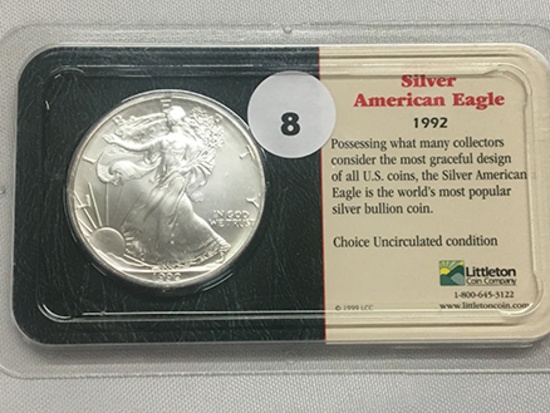 LIBERTY
IN GOD
WE TRUST
1992
8
Silver
American Eagle
1992
Possessing what many collectors
consider the most graceful design
of all U.S. coins, the Silver American
Eagle is the world's most popular
silver bullion coin.
Choice Uncirculated condition
Littleton
Coin Company
1-800-645-3122
www.littletoncoin.com
© 1999 LCC